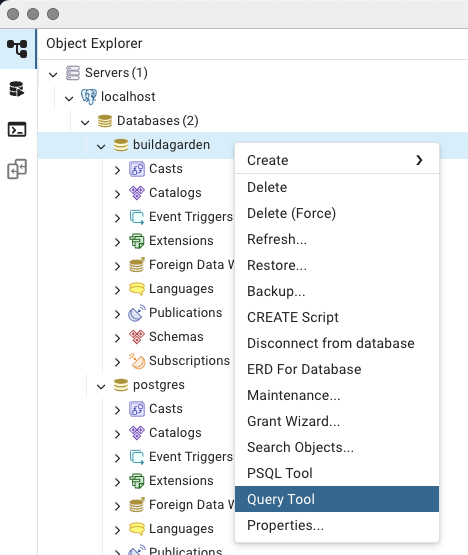 Object Explorer
Servers (1)
localhost
Databases (2)
buildagarden
Casts
Catalogs
Event Triggers
Extensions
Foreign Data W
Languages
Publications
Schemas
Subscriptions
postgres
Casts
Catalogs
Event Triggers
Extensions
Foreign Data W
Languages
Publications
Create
Delete
Delete (Force)
Refresh...
Restore...
Backup...
CREATE Script
Disconnect from database
ERD For Database
Maintenance...
Grant Wizard...
Search Objects...
PSQL Tool
Query Tool
Properties...